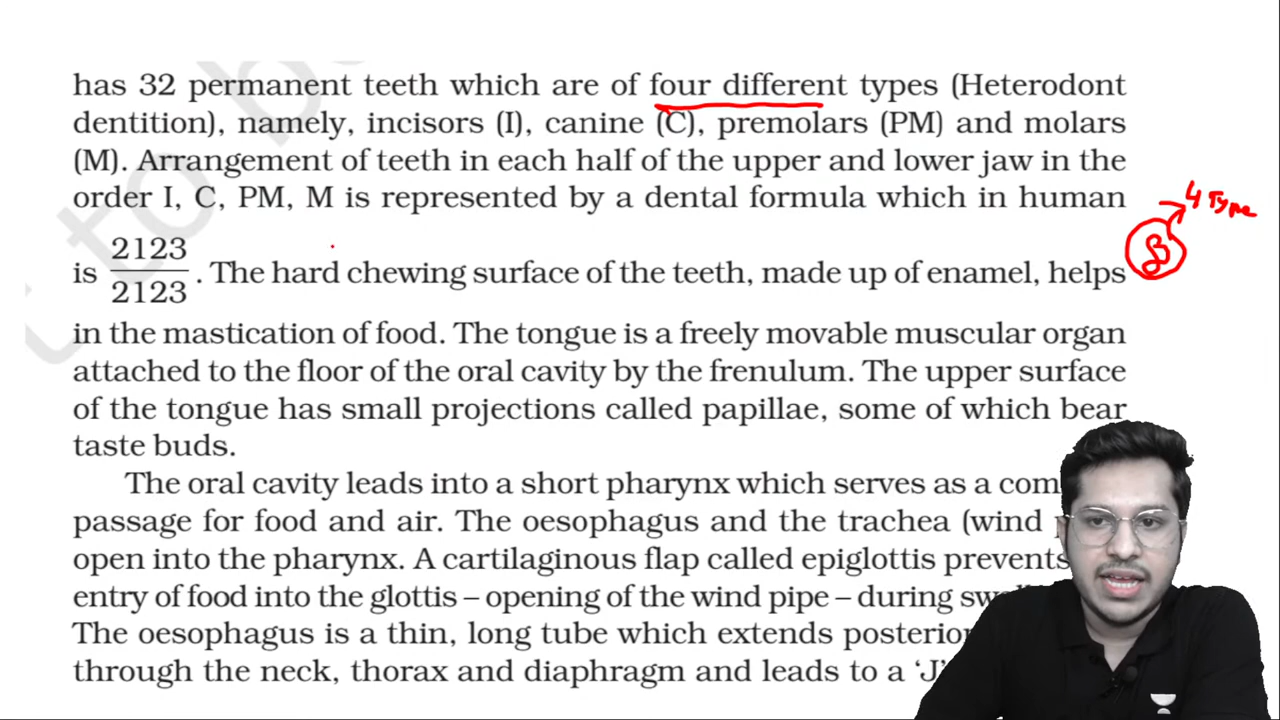 has 32 permanent teeth which are of four different types (Heterodont
dentition), namely, incisors (I), canine (C), premolars (PM) and molars
(M). Arrangement of teeth in each half of the upper and lower jaw in the
order I, C, PM, M is represented by a dental formula which in human
4 Type
is 2123/2123 . The hard chewing surface of the teeth, made up of enamel, helps
in the mastication of food. The tongue is a freely movable muscular organ
attached to the floor of the oral cavity by the frenulum. The upper surface
of the tongue has small projections called papillae, some of which bear
taste buds.
The oral cavity leads into a short pharynx which serves as a com
passage for food and air. The oesophagus and the trachea (wind
open into the pharynx. A cartilaginous flap called epiglottis prevents
entry of food into the glottis – opening of the wind pipe – during
The oesophagus is a thin, long tube which extends
through the neck, thorax and diaphragm and leads to a ‘J’